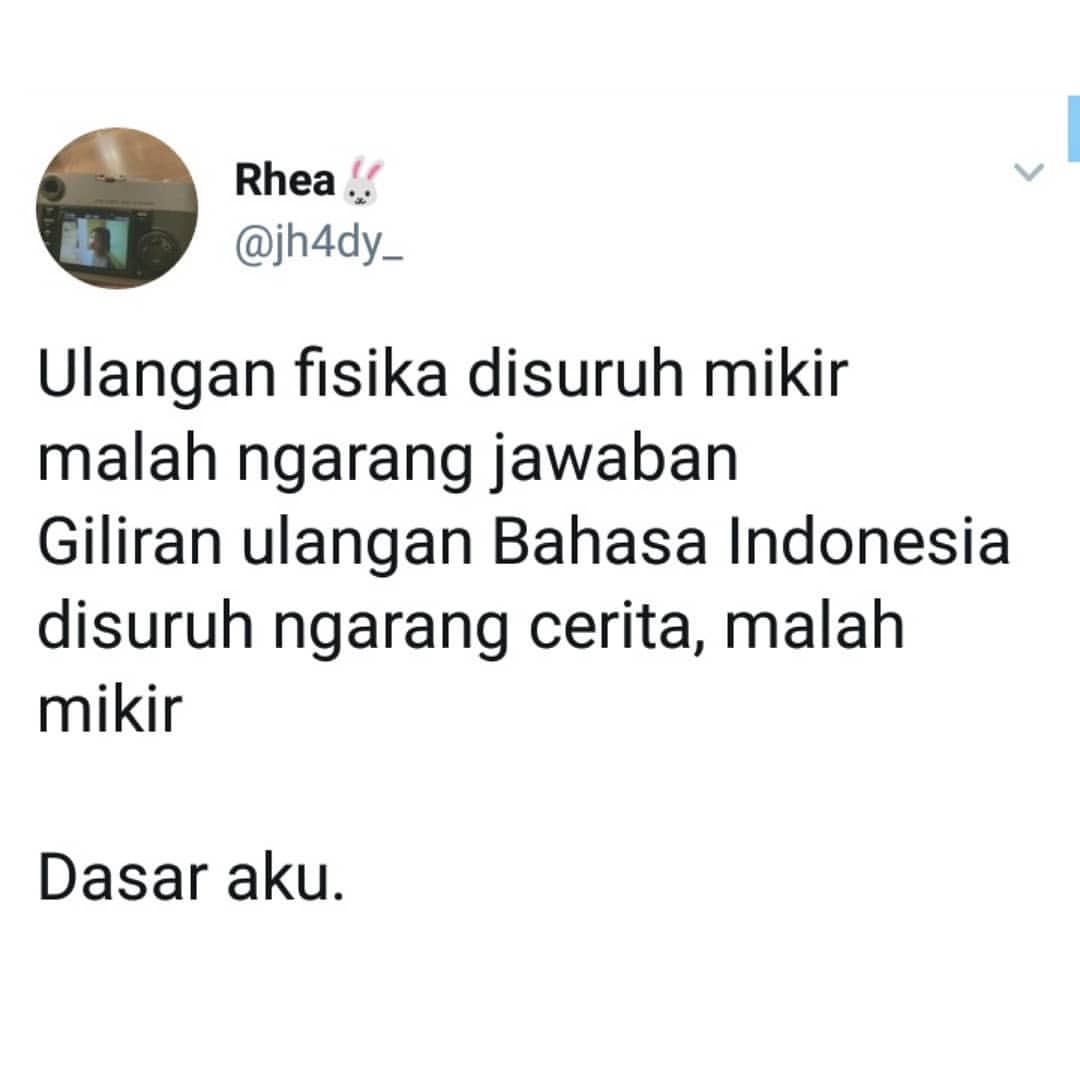 Rhea🐰
@jh4dy_
Ulangan fisika disuruh mikir
malah ngarang jawaban
Giliran ulangan Bahasa Indonesia
disuruh ngarang cerita, malah
mikir
Dasar aku.